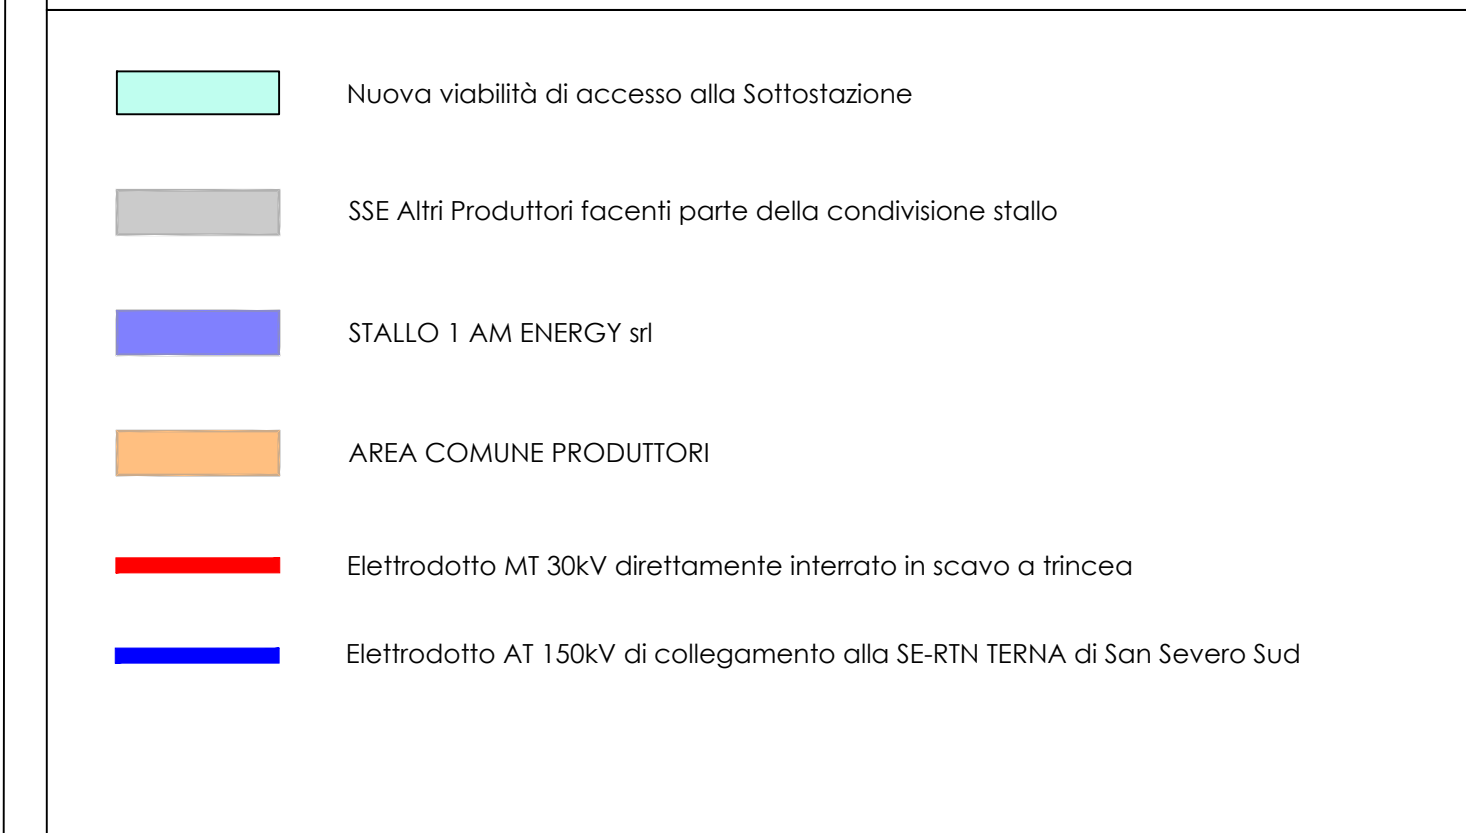 Nuova viabilità di accesso alla Sottostazione
SSE Altri Produttori facenti parte della condivisione stallo
STALLO 1 AM ENERGY srl
AREA COMUNE PRODUTTORI
Elettrodotto MT 30kV direttamente interrato in scavo a trincea
Elettrodotto AT 150kV di collegamento alla SE-RTN TERNA di San Severo Sud